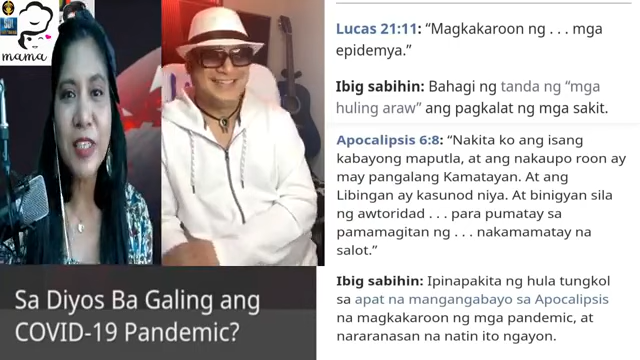 SDI
mama
Sa Diyos Ba Galing ang
COVID-19 Pandemic?
Lucas 21:11: “Magkakaroon ng . . . mga
epidemya.”
Ibig sabihin: Bahagi ng tanda ng “mga
huling araw” ang pagkalat ng mga sakit.
Apocalipsis 6:8: “Nakita ko ang isang
kabayong maputla, at ang nakaupo roon ay
may pangalang Kamatayan. At ang
Libingan ay kasunod niya. At binigyan sila
ng awtoridad . . . para pumatay sa
pamamagitan ng . . . nakamamatay na
salot.”
Ibig sabihin: Ipinapakita ng hula tungkol
sa apat na mangangabayo sa Apocalipsis
na magkakaroon ng mga pandemic, at
nararanasan na natin ito ngayon.